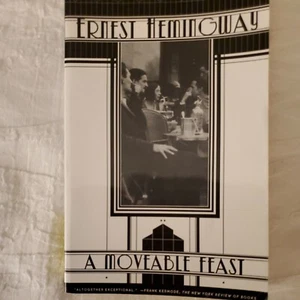 ERNEST HEMINGWAY
A MOVEABLE FEAST
"ALTOGETHER EXCEPTIONAL." —FRANK KERMODE, THE NEW YORK REVIEW OF BOOKS